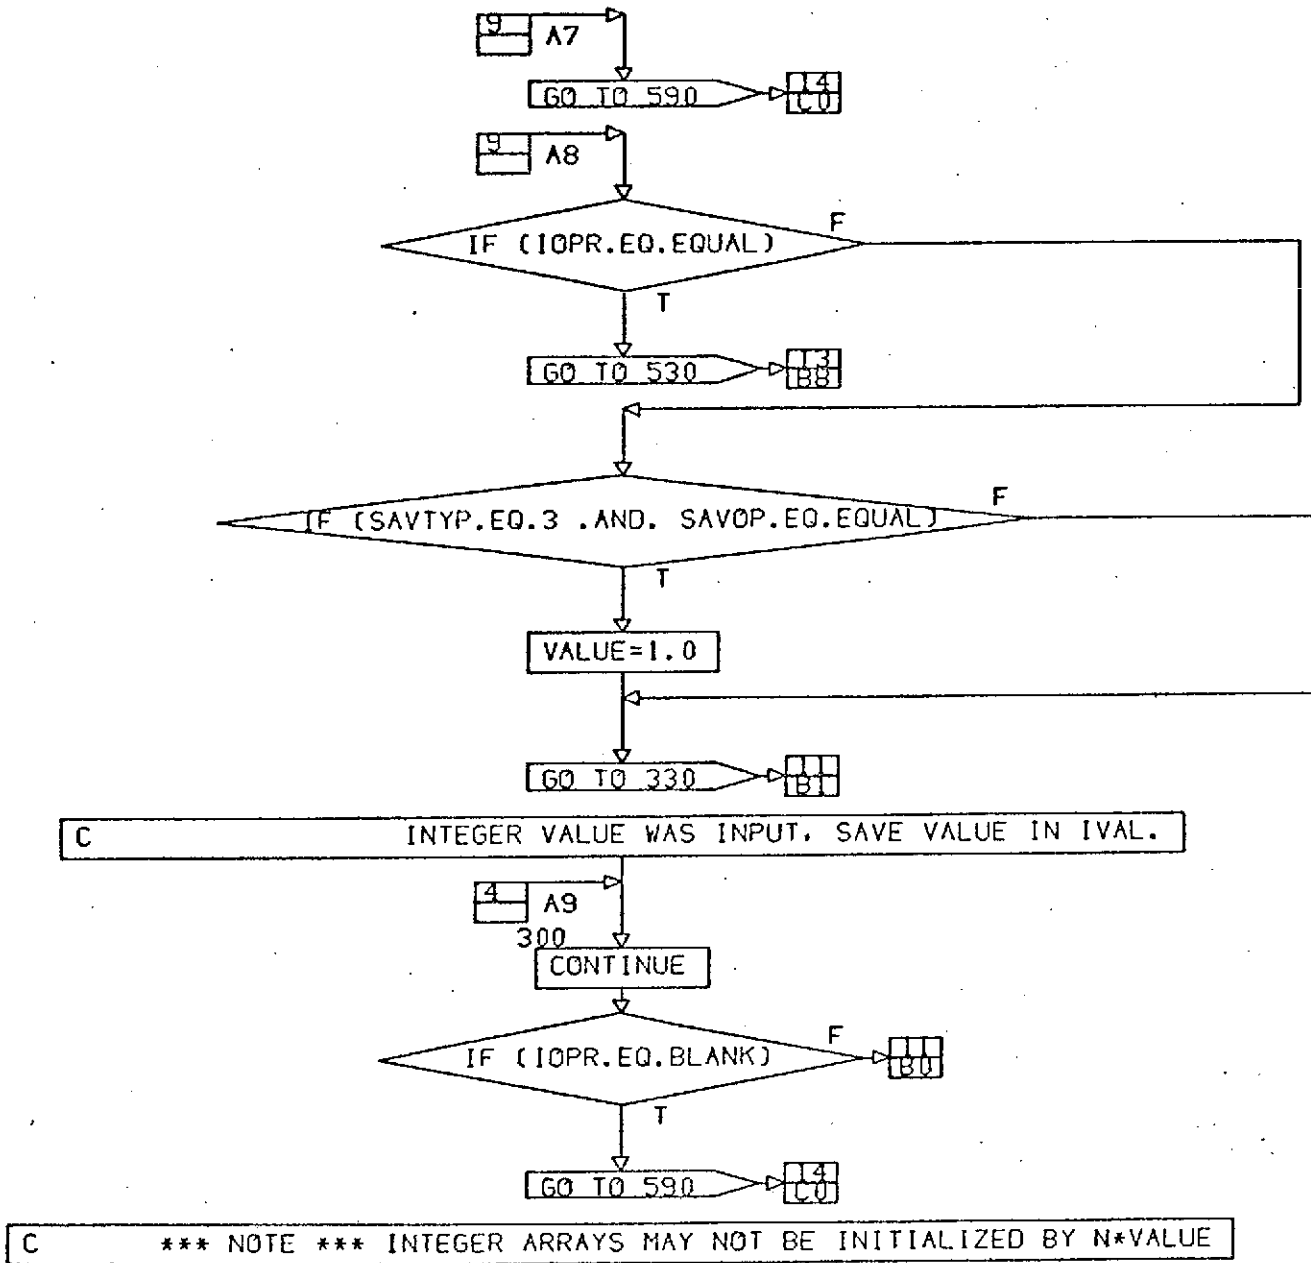 9
A7
GO TO 590
14
C0
9
A8
IF (IOPR.EQ.EQUAL)
F
T
GO TO 530
13
B8
IF (SAVTYP.EQ.3 .AND. SAVOP.EQ.EQUAL)
F
T
VALUE=1.0
GO TO 330
11
B1
C INTEGER VALUE WAS INPUT. SAVE VALUE IN IVAL.
4
A9
300
CONTINUE
IF (IOPR.EQ.BLANK)
F
11
B0
T
GO TO 590
14
C0
C *** NOTE *** INTEGER ARRAYS MAY NOT BE INITIALIZED BY N*VALUE